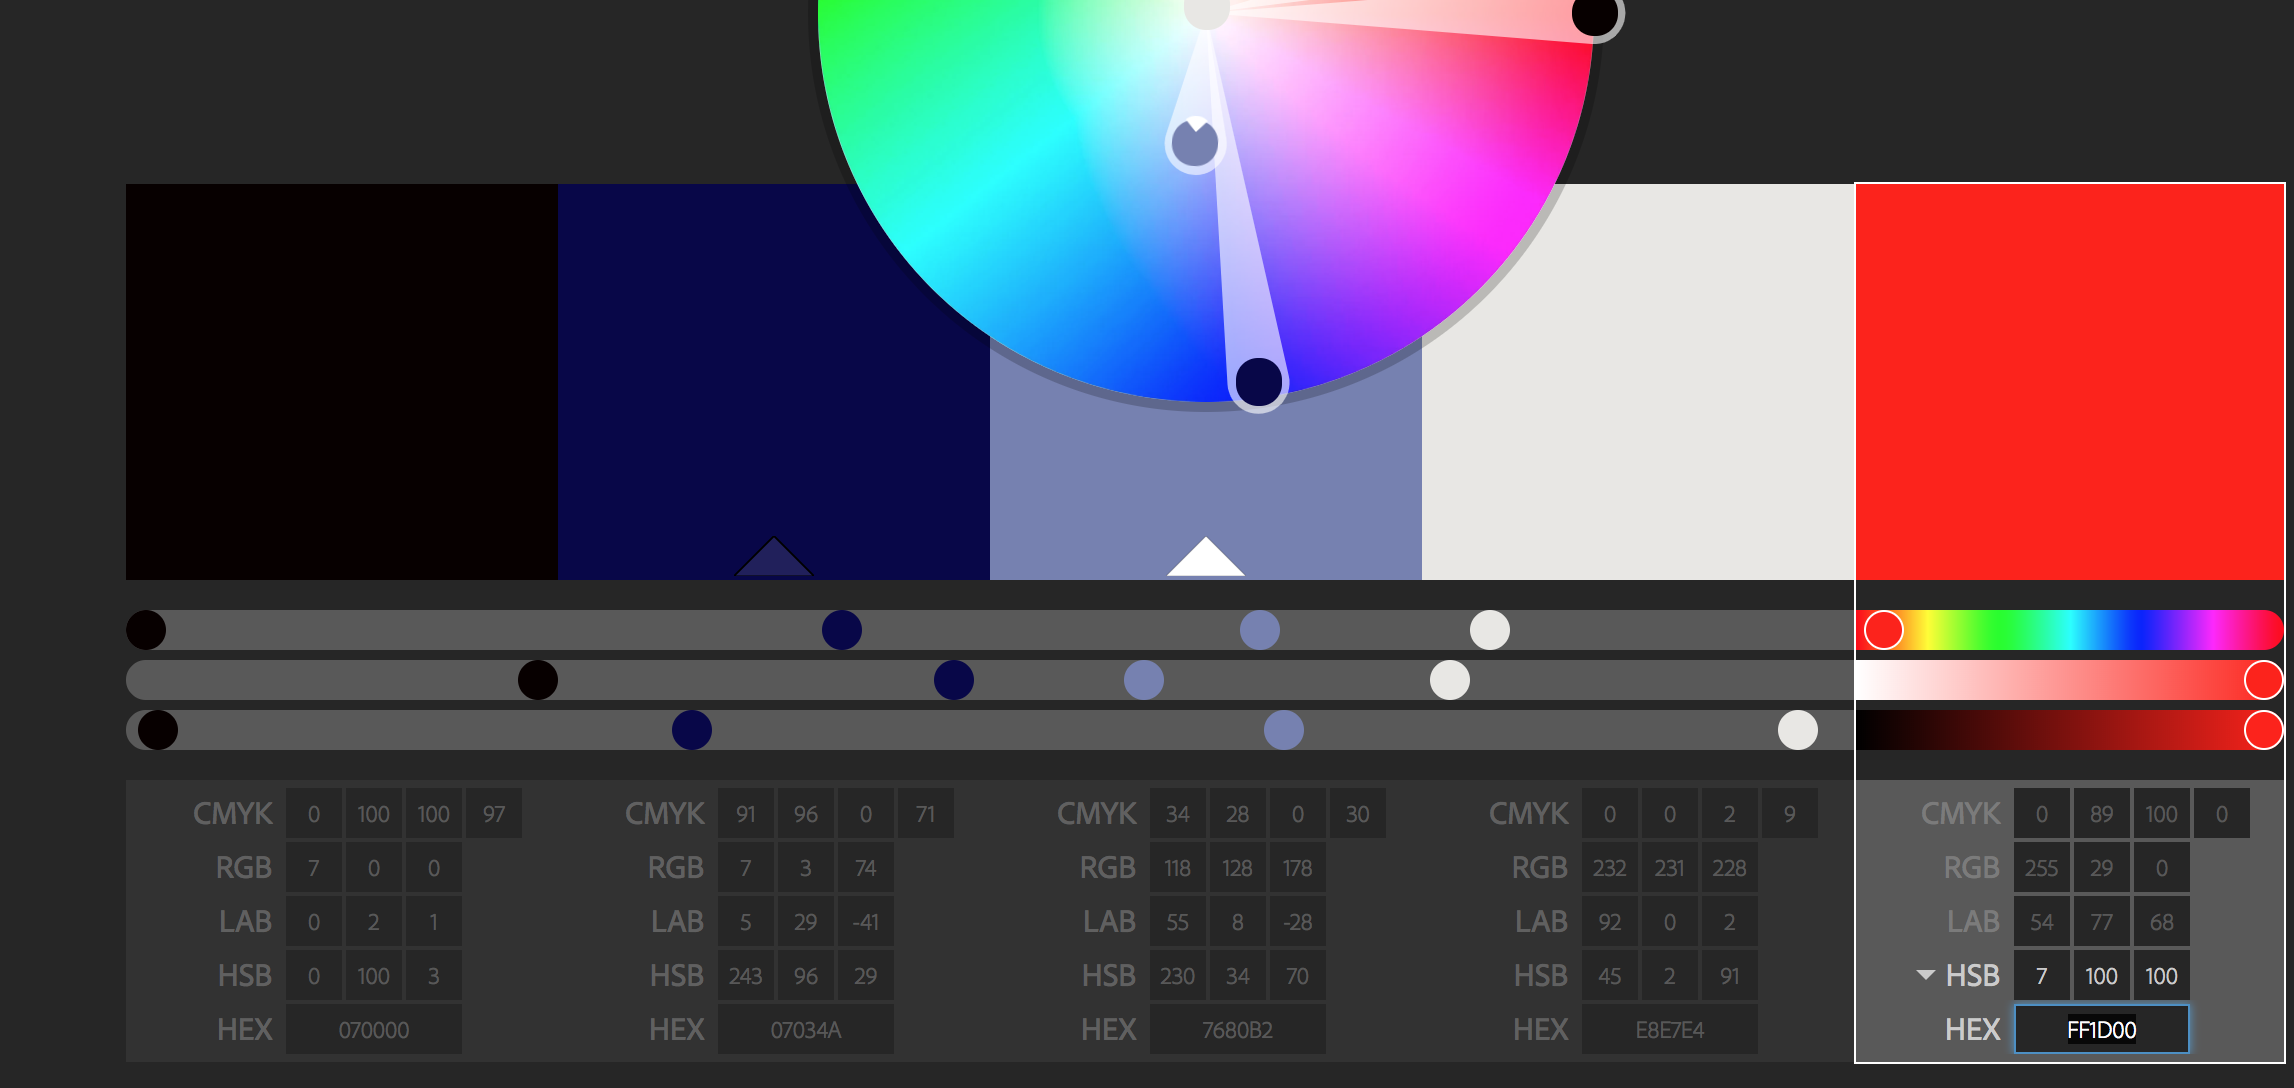 CMYK 0 100 100 97 CMYK 91 96 0 71 CMYK 34 28 0 30 CMYK 0 0 2 9 CMYK 0 89 100 0
RGB 7 0 0 RGB 7 3 74 RGB 118 128 178 RGB 232 231 228 RGB 255 29 0
LAB 0 2 1 LAB 5 29 -41 LAB 55 8 -28 LAB 92 0 2 LAB 54 77 68
HSB 0 100 3 HSB 243 96 29 HSB 230 34 70 HSB 45 2 91 HSB 7 100 100
HEX 070000 HEX 07034A HEX 7680B2 HEX E8E7E4 HEX FF1D00